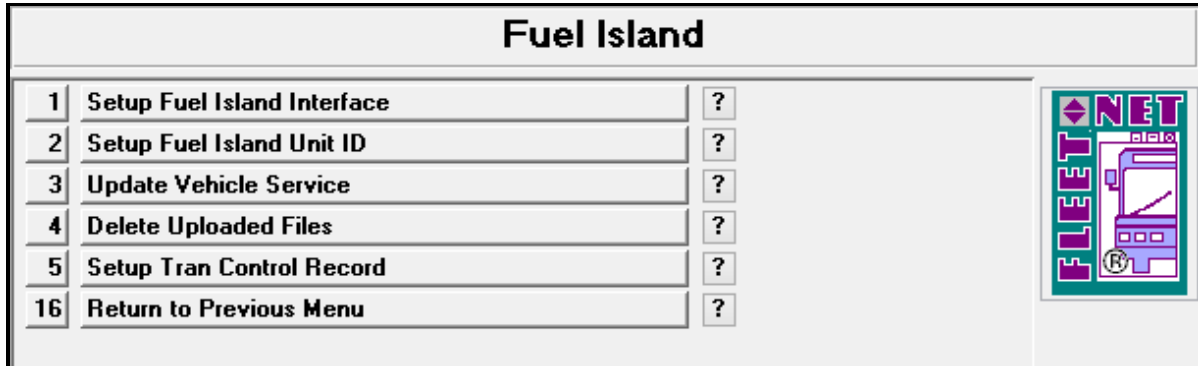 Fuel Island
1 Setup Fuel Island Interface ?
2 Setup Fuel Island Unit ID ?
3 Update Vehicle Service ?
4 Delete Uploaded Files ?
5 Setup Tran Control Record ?
16 Return to Previous Menu ?
FLEET
NET
®